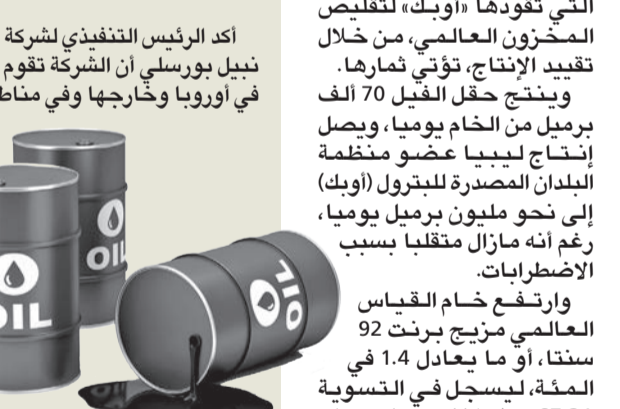 التي تقودها «أوبك» لتقليص
المخزون العالمي، من خلال
تقييد الإنتاج، تؤتي ثمارها.
وينتج حقل الفيل 70 ألف
برميل من الخام يوميا، ويصل
إنتاج ليبيا عضو منظمة
البلدان المصدرة للبترول (أوبك)
إلى نحو مليون برميل يوميا،
رغم أنه مازال متقلبا بسبب
الاضطرابات.
وارتفع خام القياس
العالمي مزيج برنت 92
سنتا، أو ما يعادل 1.4 في
المئة، ليسجل في التسوية
أكد الرئيس التنفيذي لشركة
نبيل بورسلي أن الشركة تقوم
في أوروبا وخارجها وفي
OIL
OIL
OIL